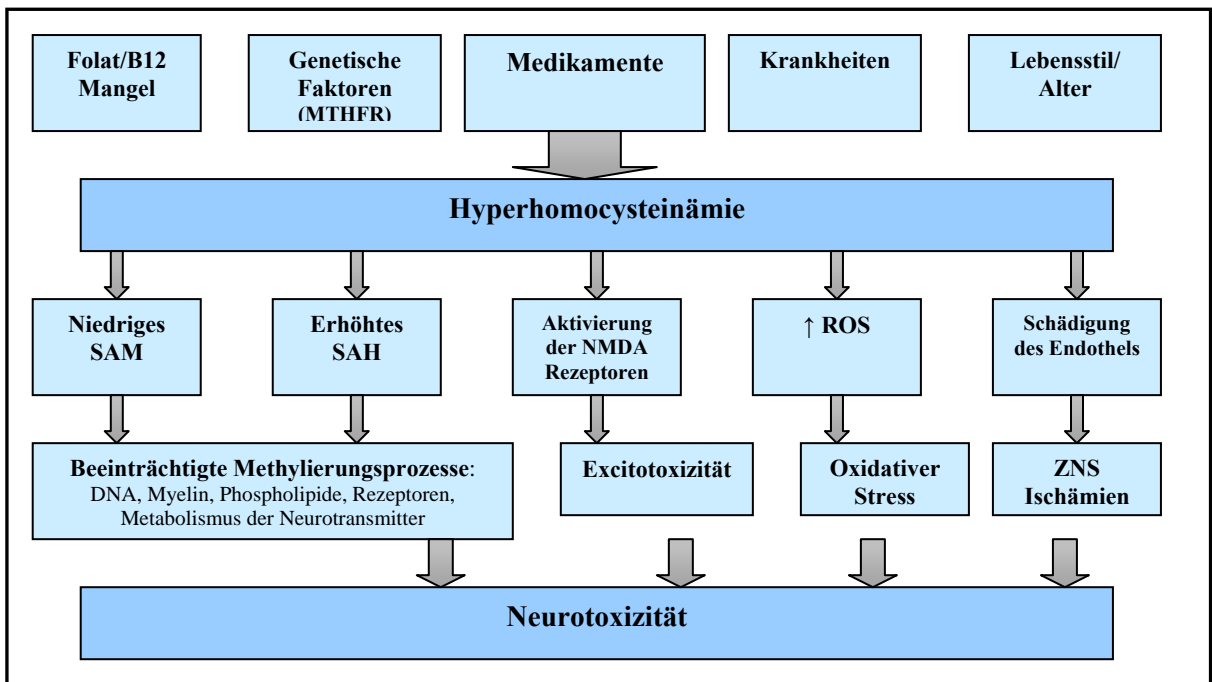 Folat/B12
Mangel
Genetische
Faktoren
(MTHFR)
Medikamente
Krankheiten
Lebensstil/
Alter
Hyperhomocysteinämie
Niedriges
SAM
Erhöhtes
SAH
Aktivierung
der NMDA
Rezeptoren
↑ ROS
Schädigung
des Endothels
Beeinträchtigte Methylierungsprozesse:
DNA, Myelin, Phospholipide, Rezeptoren,
Metabolismus der Neurotransmitter
Excitotoxizität
Oxidativer
Stress
ZNS
Ischämien
Neurotoxizität